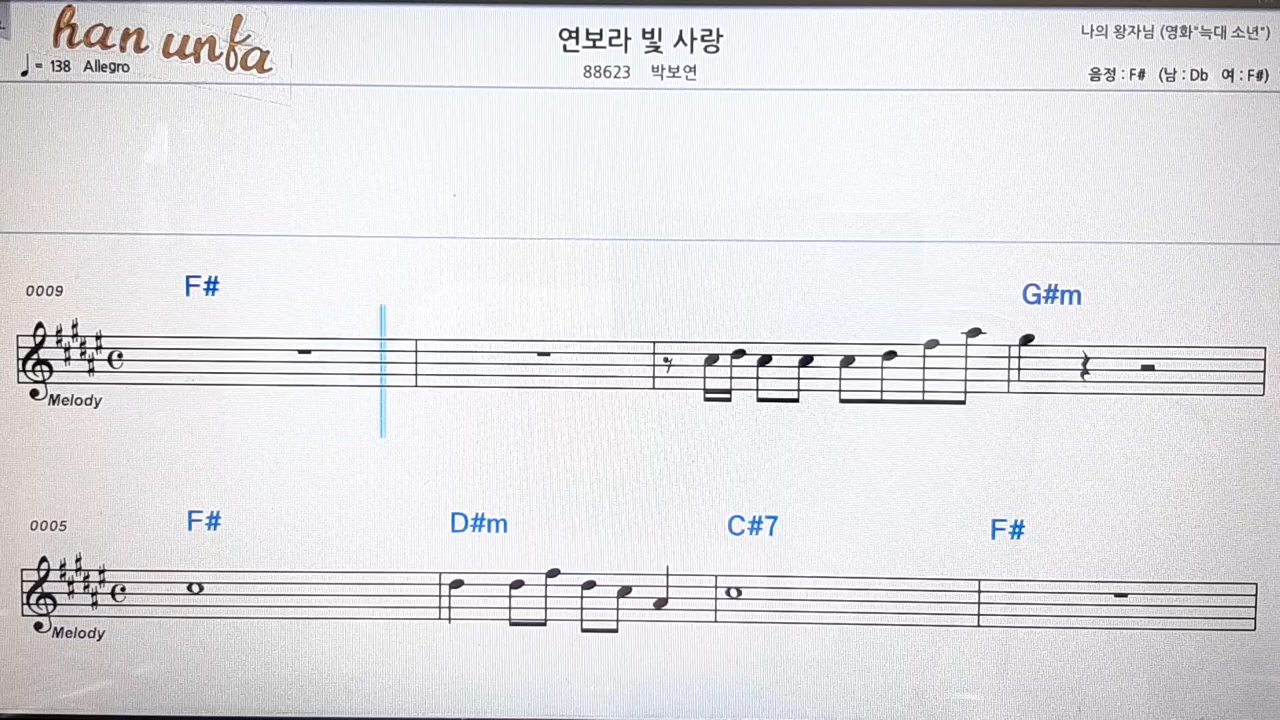 han unfa
연보라 빛 사랑
나의 왕자님 (영화"늑대 소년")
= 138 Allegro
88623 박보연
음정 : F# (남 : Db 여 : F#)
0009 F# G#m
Melody
0005 F# D#m C#7 F#
Melody